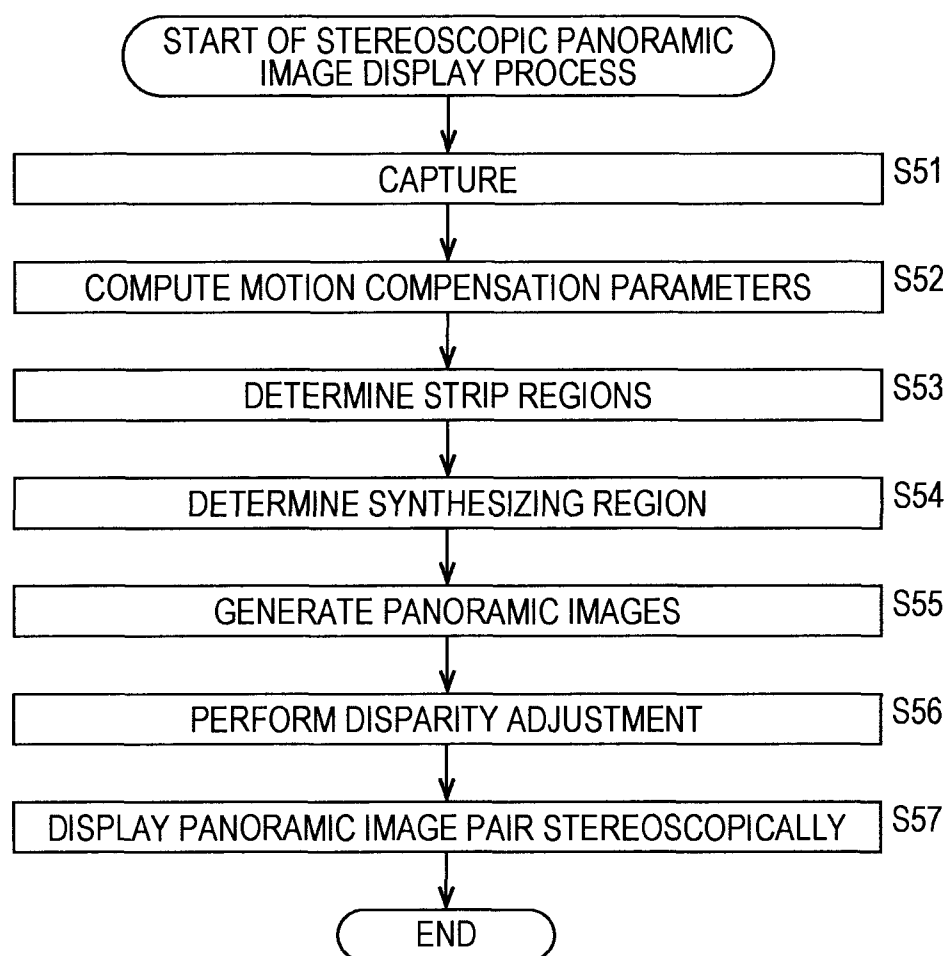 START OF STEREOSCOPIC PANORAMIC
IMAGE DISPLAY PROCESS
CAPTURE S51
COMPUTE MOTION COMPENSATION PARAMETERS S52
DETERMINE STRIP REGIONS S53
DETERMINE SYNTHESIZING REGION S54
GENERATE PANORAMIC IMAGES S55
PERFORM DISPARITY ADJUSTMENT S56
DISPLAY PANORAMIC IMAGE PAIR STEREOSCOPICALLY S57
END